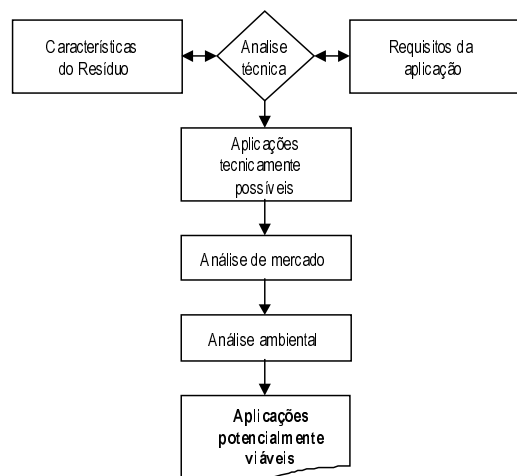 Características
do Resíduo
Analise
técnica
Requisitos da
aplicação
Aplicações
tecnicamente
possíveis
Análise de mercado
Análise ambiental
Aplicações
potencialmente
viáveis